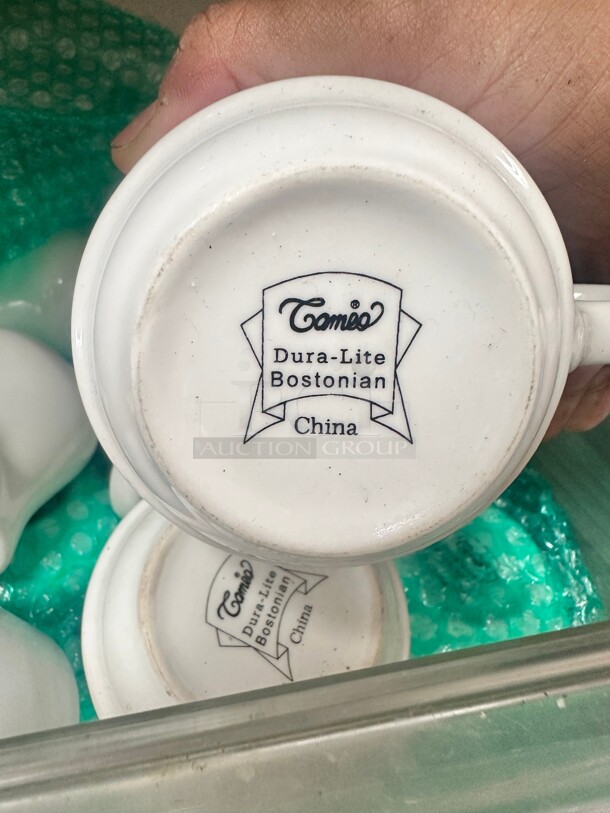 Cameo®
Dura-Lite
Bostonian
China
AUCTION GROUP
Cameo
Dura-Lite
Bostonian
China